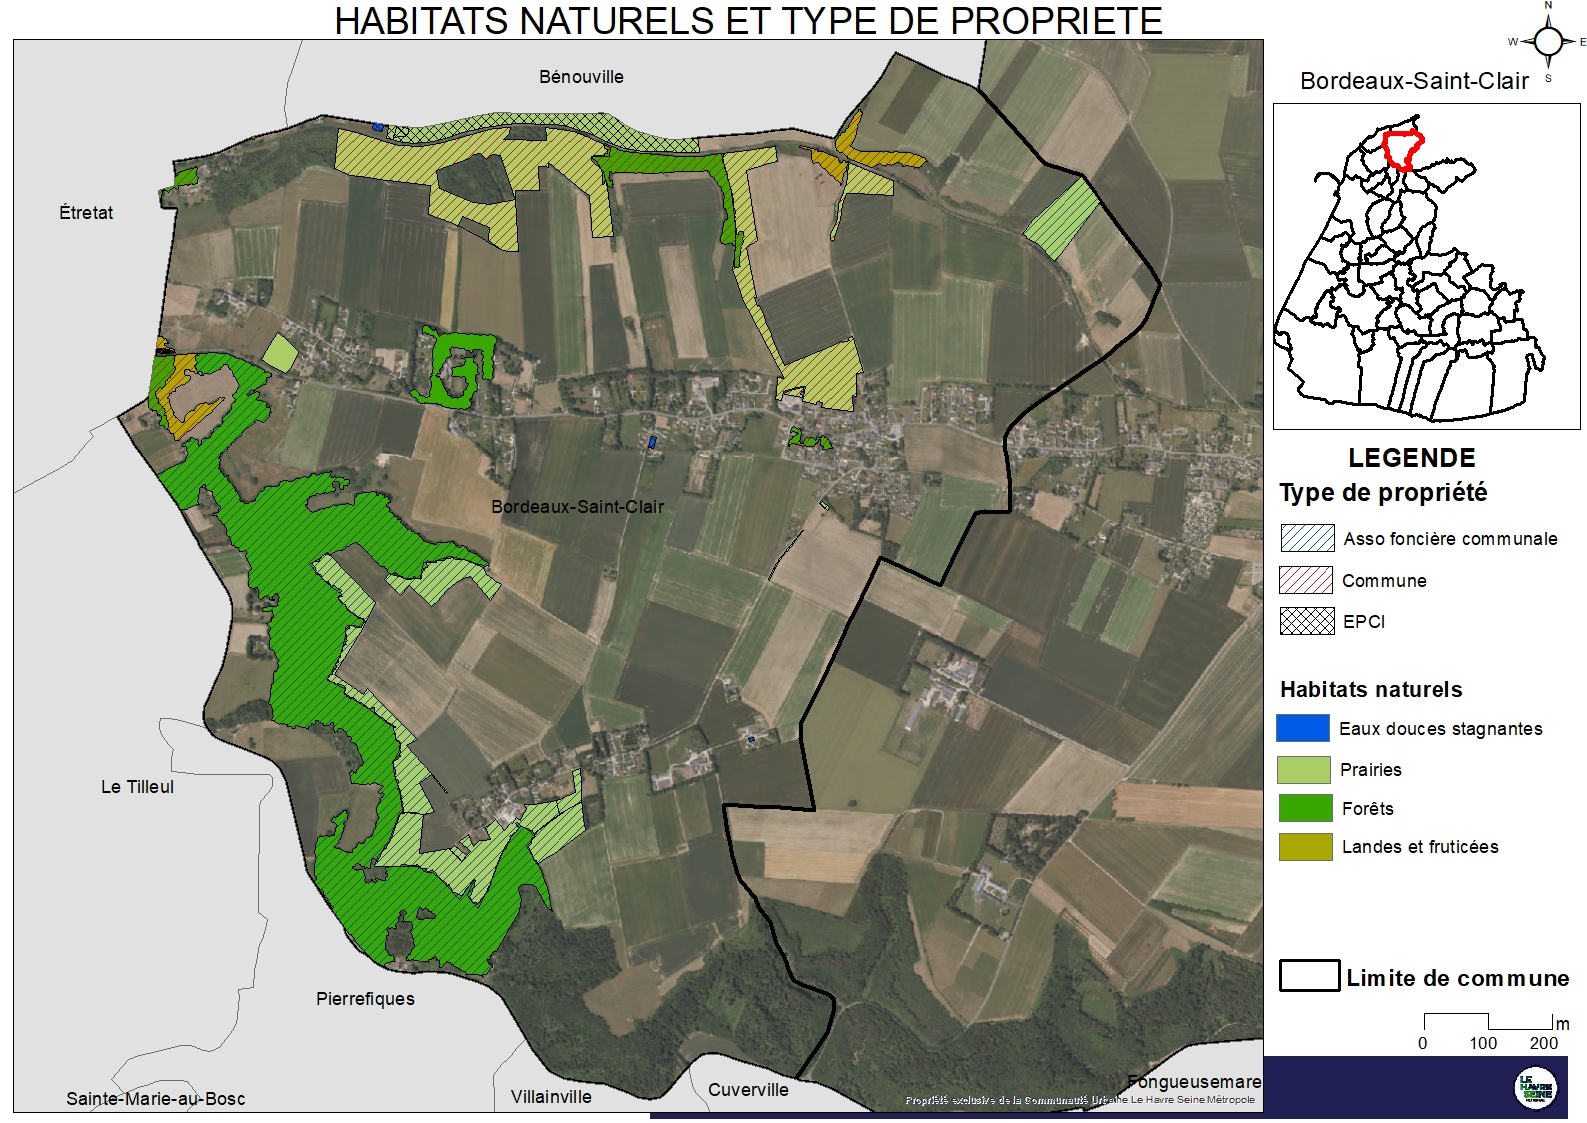 HABITATS NATURELS ET TYPE DE PROPRIETE
N
W
E
S
Bordeaux-Saint-Clair
Bénouville
Étretat
Bordeaux-Saint-Clair
Le Tilleul
Pierrefiques
Sainte-Marie-au-Bosc
Villainville
Cuverville
Fongueusemare
Propriété exclusive de la Communauté Urbaine Le Havre Seine Métropole
LEGENDE
Type de propriété
Asso foncière communale
Commune
EPCI
Habitats naturels
Eaux douces stagnantes
Prairies
Forêts
Landes et fruticées
Limite de commune
m
0 100 200
LE
HAVRE
SEINE